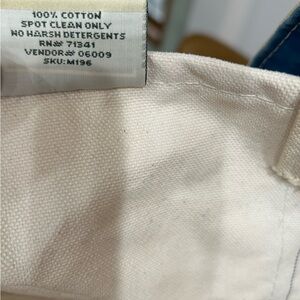 100% COTTON
SPOT CLEAN ONLY
NO HARSH DETERGENTS
RN# 71341
VENDOR# 06009
SKU: M196